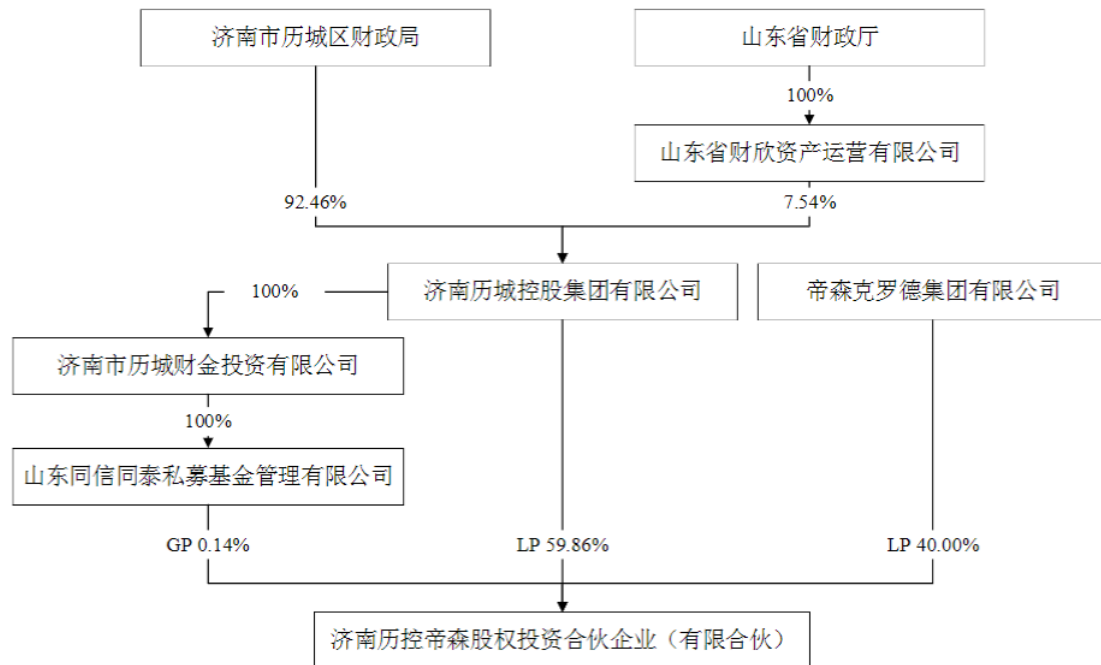 济南市历城区财政局
山东省财政厅
100%
山东省财欣资产运营有限公司
92.46%
7.54%
济南历城控股集团有限公司
帝森克罗德集团有限公司
100%
济南市历城财金投资有限公司
100%
山东同信同泰私募基金管理有限公司
GP 0.14%
LP 59.86%
LP 40.00%
济南历控帝森股权投资合伙企业（有限合伙）